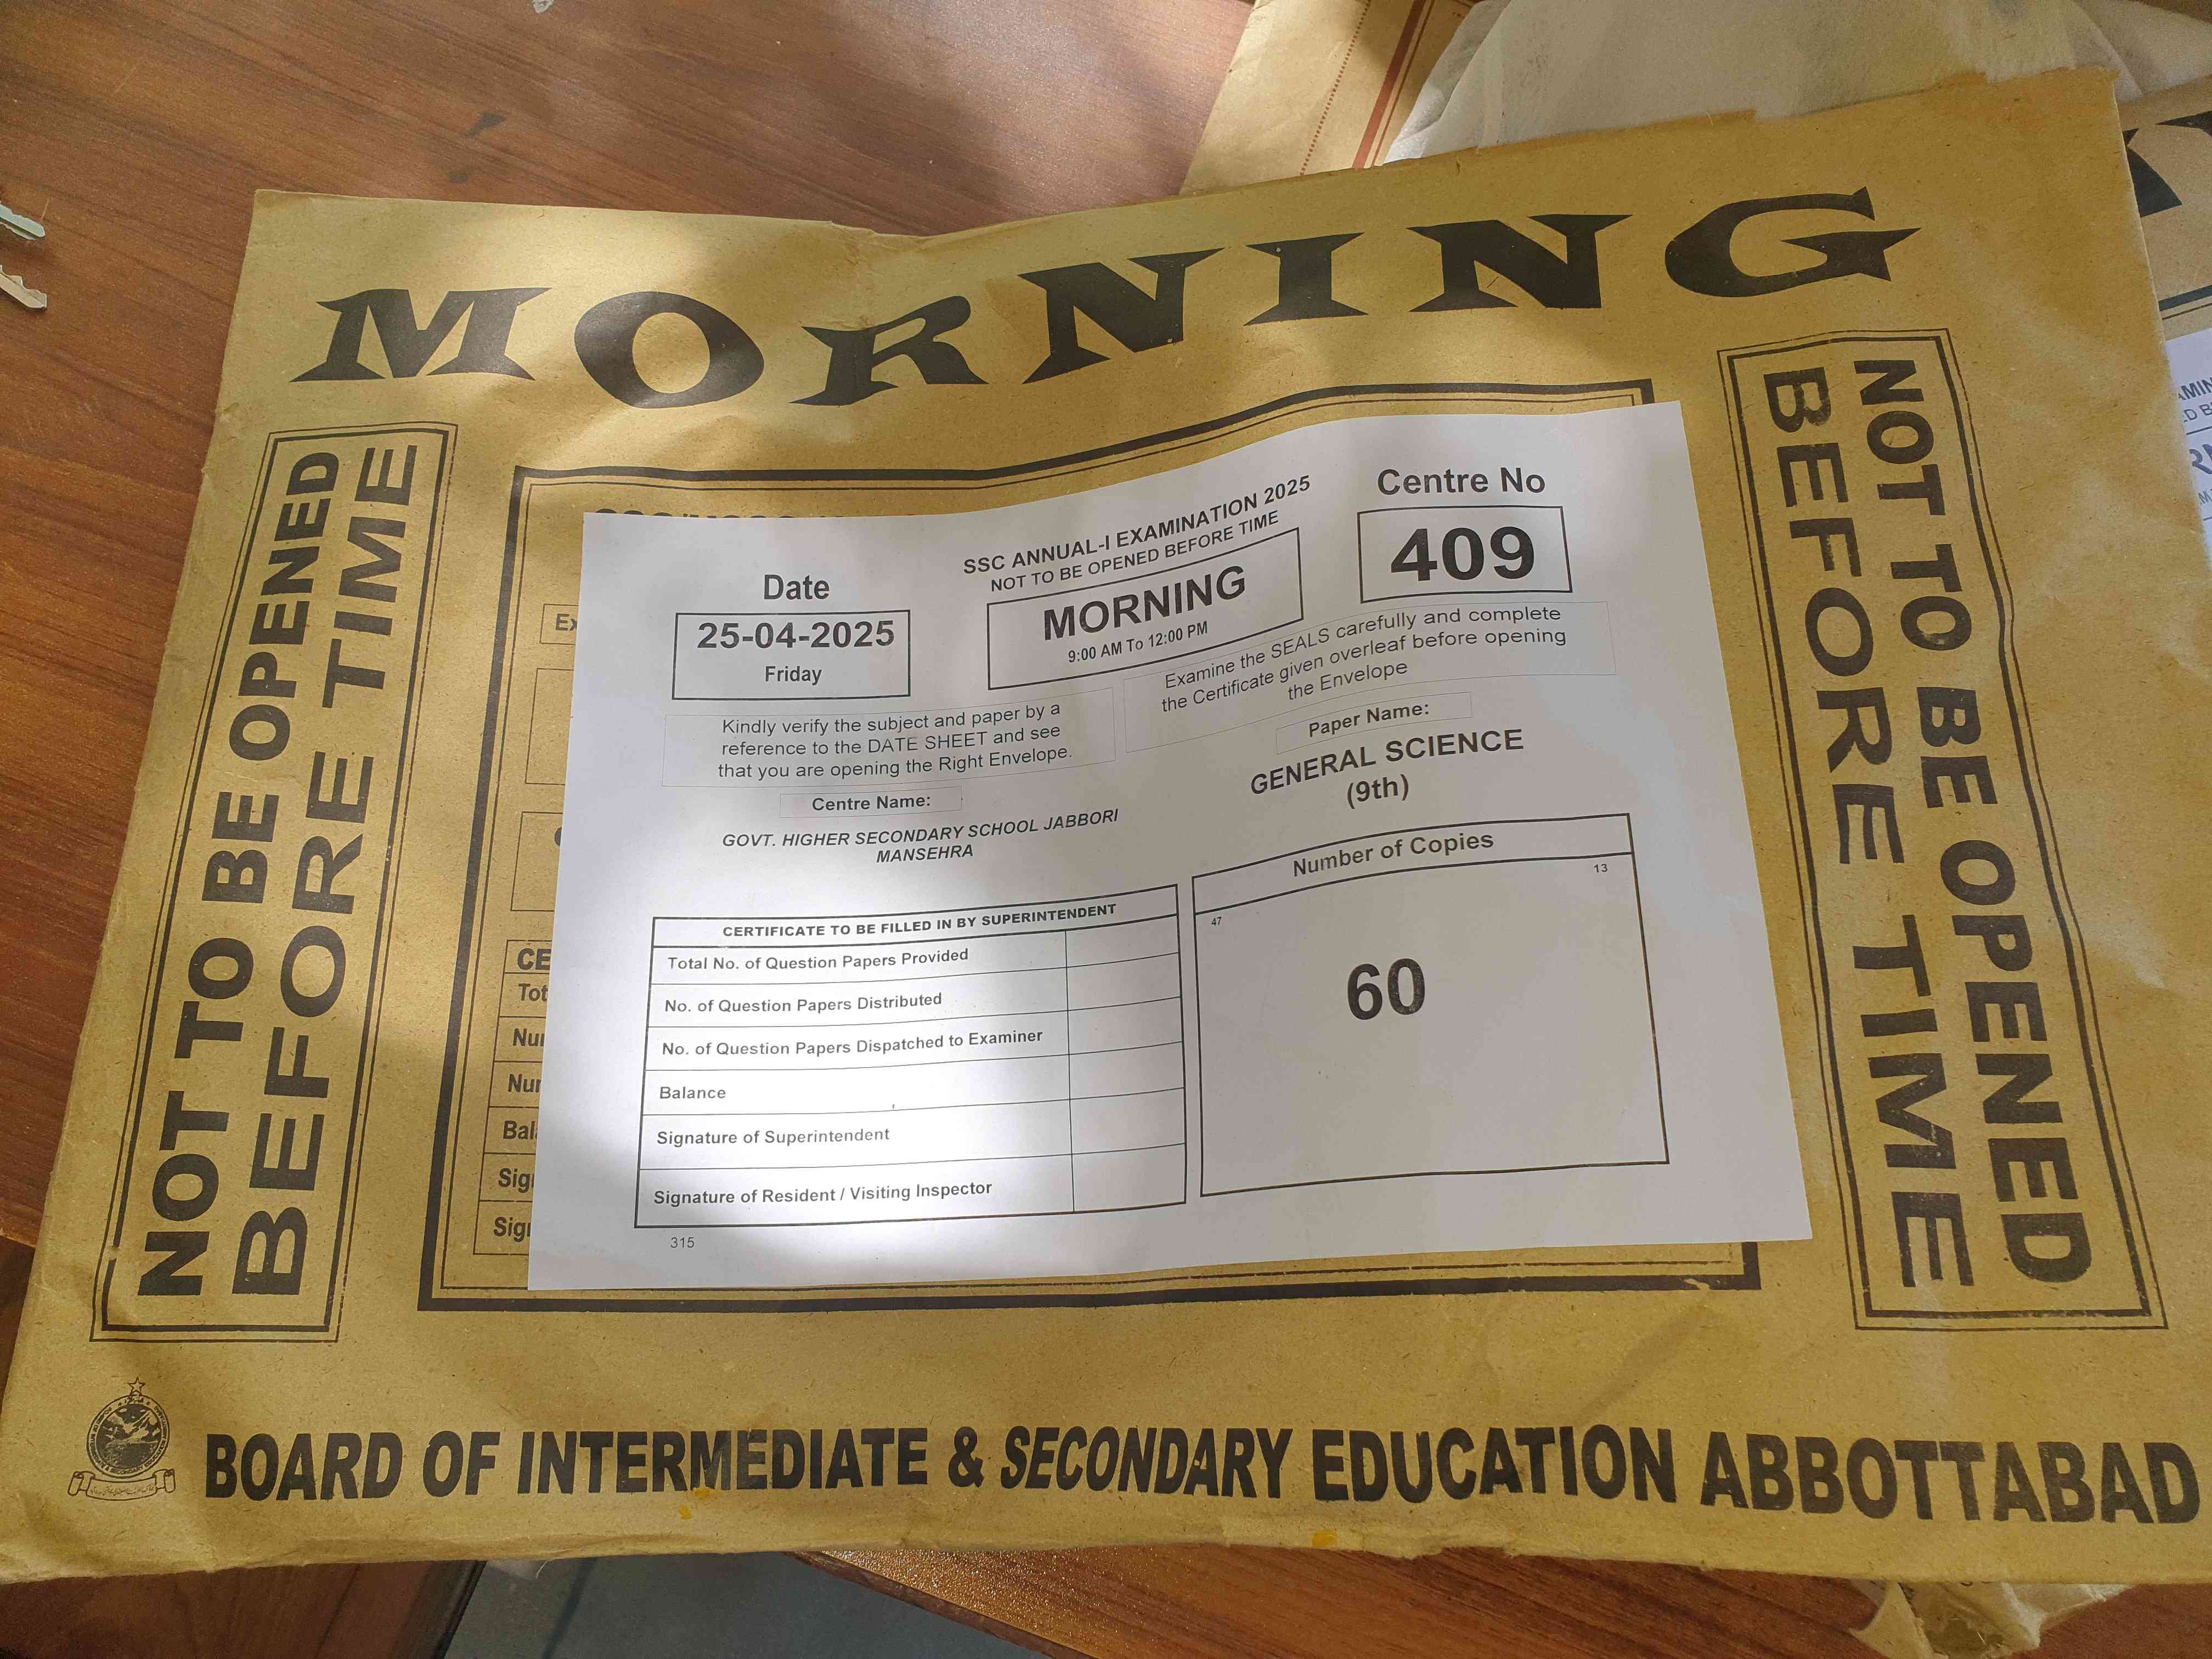 MORNING
NOT TO BE OPENED
BEFORE TIME
NOT TO BE OPENED
BEFORE TIME
SSC ANNUAL-I EXAMINATION 2025
NOT TO BE OPENED BEFORE TIME
Date
25-04-2025
Friday
MORNING
9:00 AM To 12:00 PM
Centre No
409
Kindly verify the subject and paper by a
reference to the DATE SHEET and see
that you are opening the Right Envelope.
Examine the SEALS carefully and complete
the Certificate given overleaf before opening
the Envelope
Centre Name:
GOVT. HIGHER SECONDARY SCHOOL JABBORI
MANSEHRA
Paper Name:
GENERAL SCIENCE
(9th)
CERTIFICATE TO BE FILLED IN BY SUPERINTENDENT
Total No. of Question Papers Provided
No. of Question Papers Distributed
No. of Question Papers Dispatched to Examiner
Balance
Signature of Superintendent
Signature of Resident / Visiting Inspector
315
Number of Copies
13
47
60
BOARD OF INTERMEDIATE & SECONDARY EDUCATION ABBOTTABAD